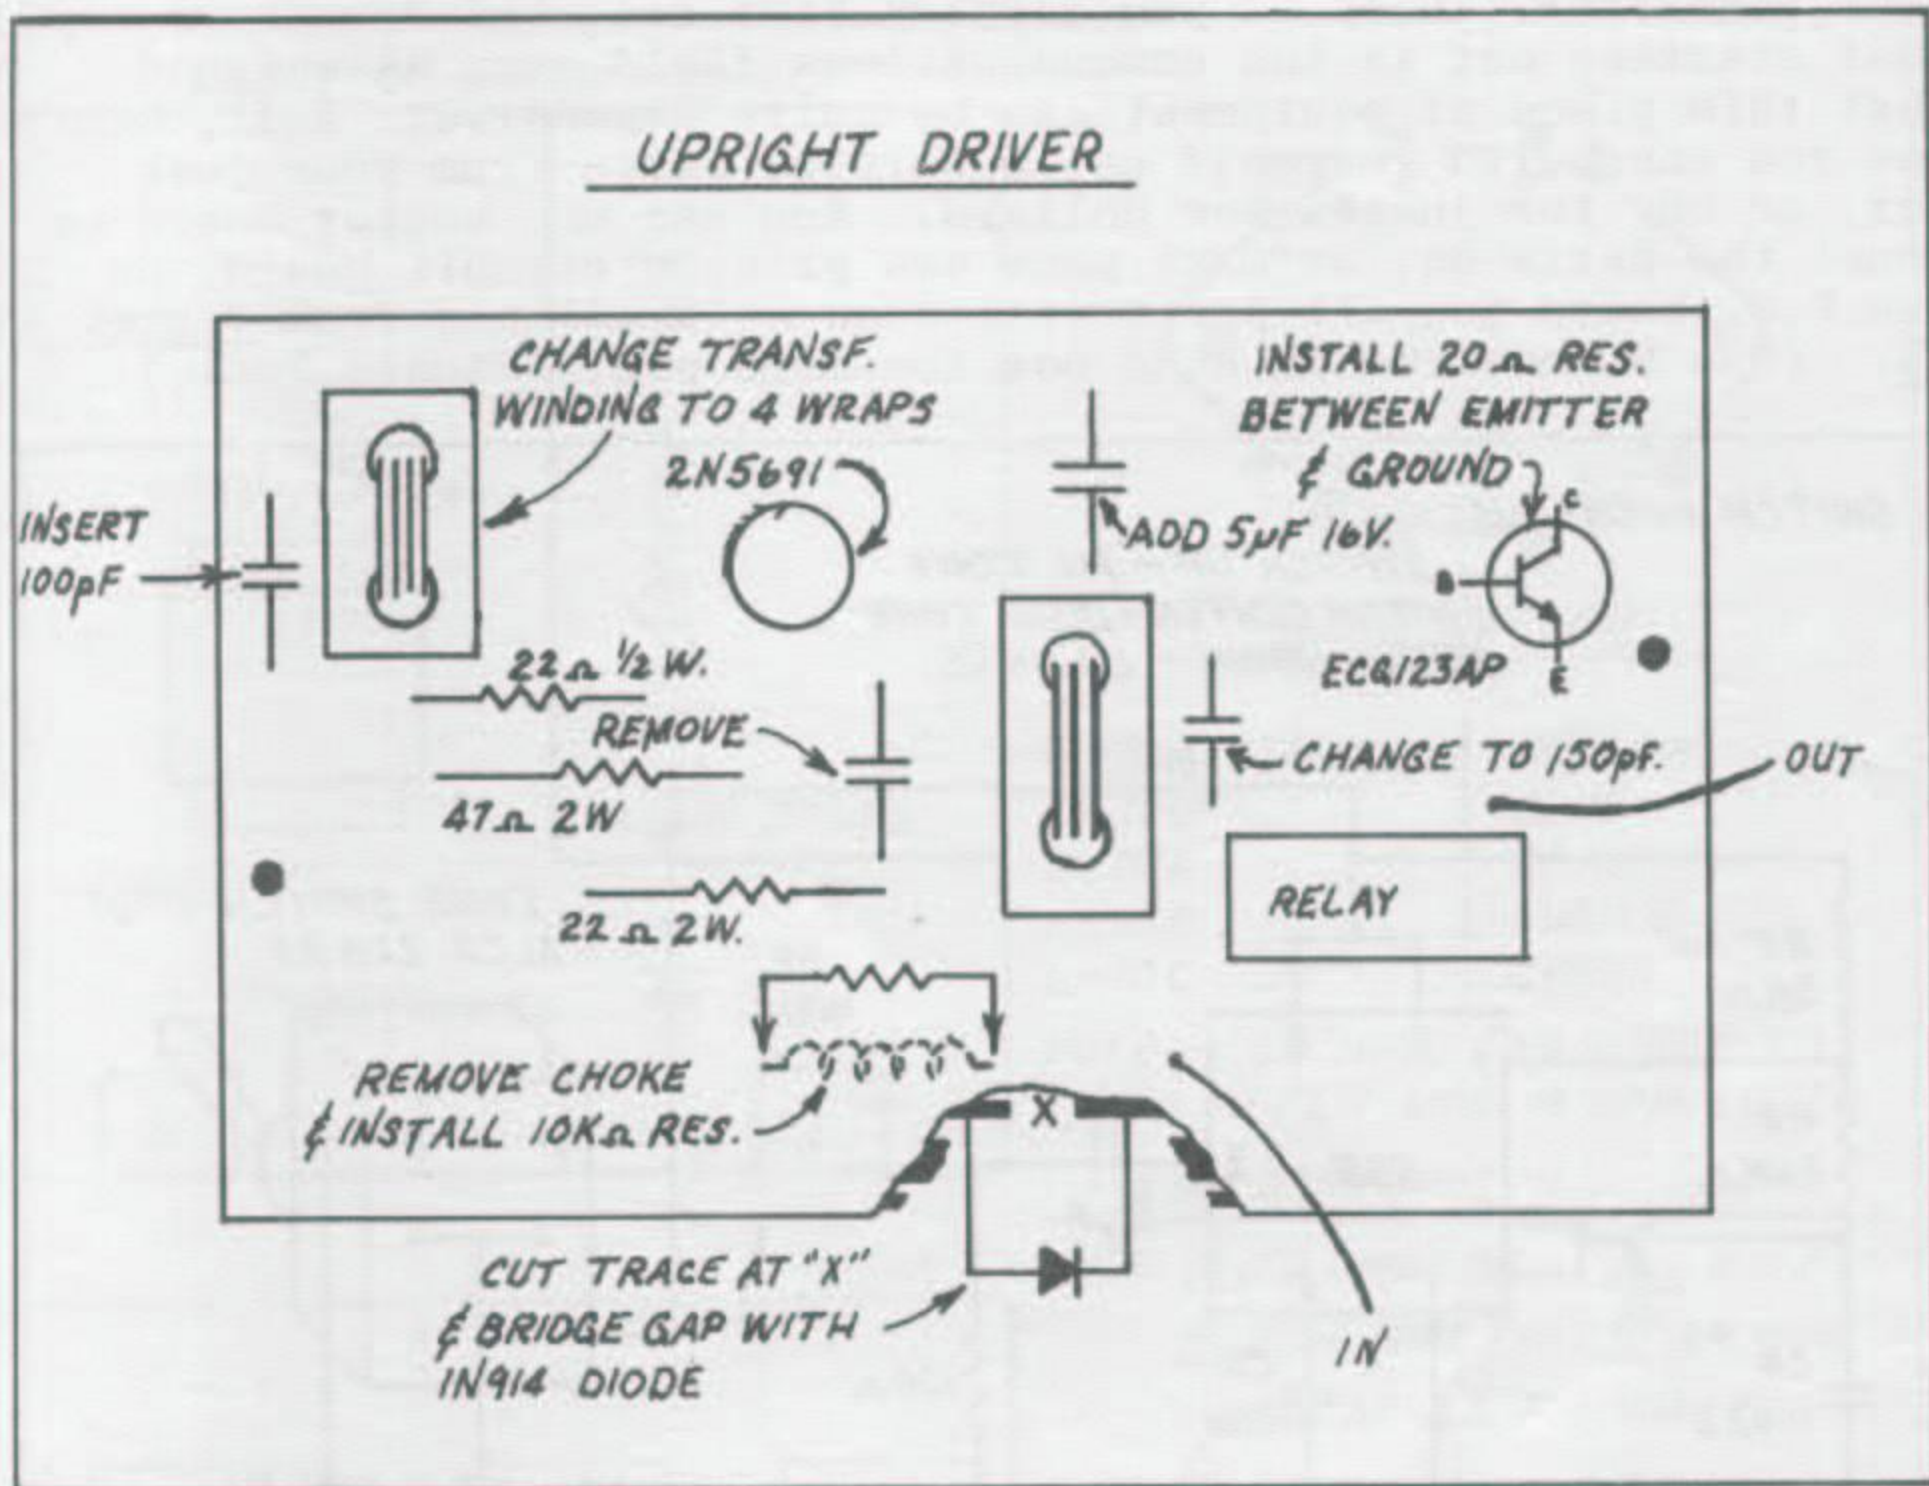 UPRIGHT DRIVER
CHANGE TRANSF.
WINDING TO 4 WRAPS
INSTALL 20Ω RES.
BETWEEN EMITTER
& GROUND
2N5691
C
INSERT
100pF
ADD 5µF 16V.
B
22Ω 1/2 W.
ECG123AP
E
REMOVE
CHANGE TO 150pF.
OUT
47Ω 2W
RELAY
22Ω 2W.
REMOVE CHOKE
& INSTALL 10KΩ RES.
X
CUT TRACE AT "X"
& BRIDGE GAP WITH
1N914 DIODE
IN